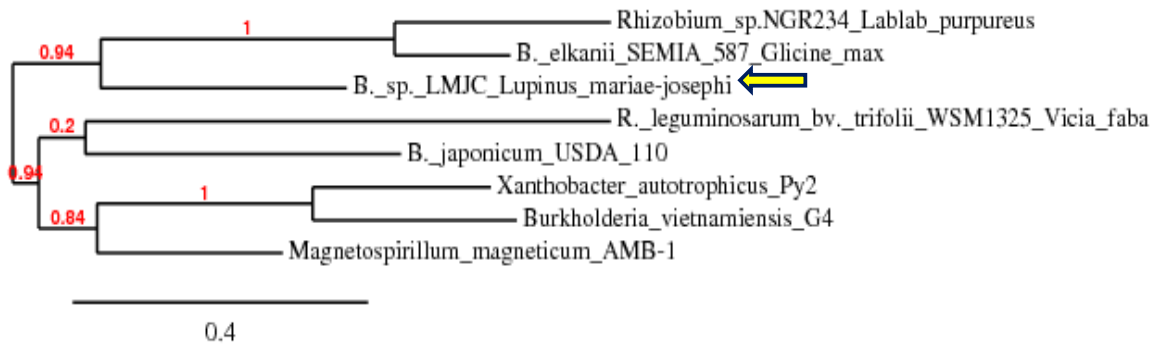 Rhizobium_sp.NGR234_Lablab_purpureus
1
0.94
B._elkanii_SEMIA_587_Glicine_max
B._sp._LMJC_Lupinus_mariae-josephi
R._leguminosarum_bv._trifolii_WSM1325_Vicia_faba
0.2
B._japonicum_USDA_110
0.94
Xanthobacter_autotrophicus_Py2
1
0.84
Burkholderia_vietnamiensis_G4
Magnetospirillum_magneticum_AMB-1
0.4